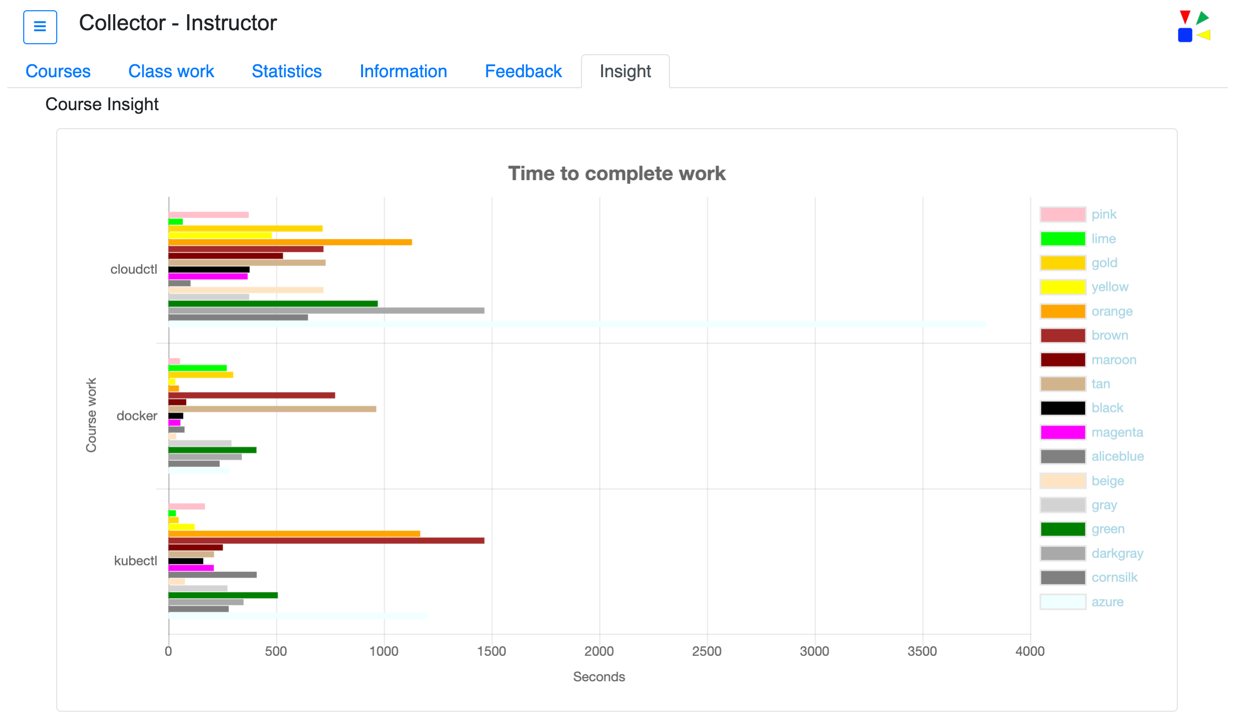 Collector - Instructor
Courses
Class work
Statistics
Information
Feedback
Insight
Course Insight
Time to complete work
cloudctl
docker
kubectl
Course work
0
500
1000
1500
2000
2500
3000
3500
4000
Seconds
pink
lime
gold
yellow
orange
brown
maroon
tan
black
magenta
aliceblue
beige
gray
green
darkgray
cornsilk
azure